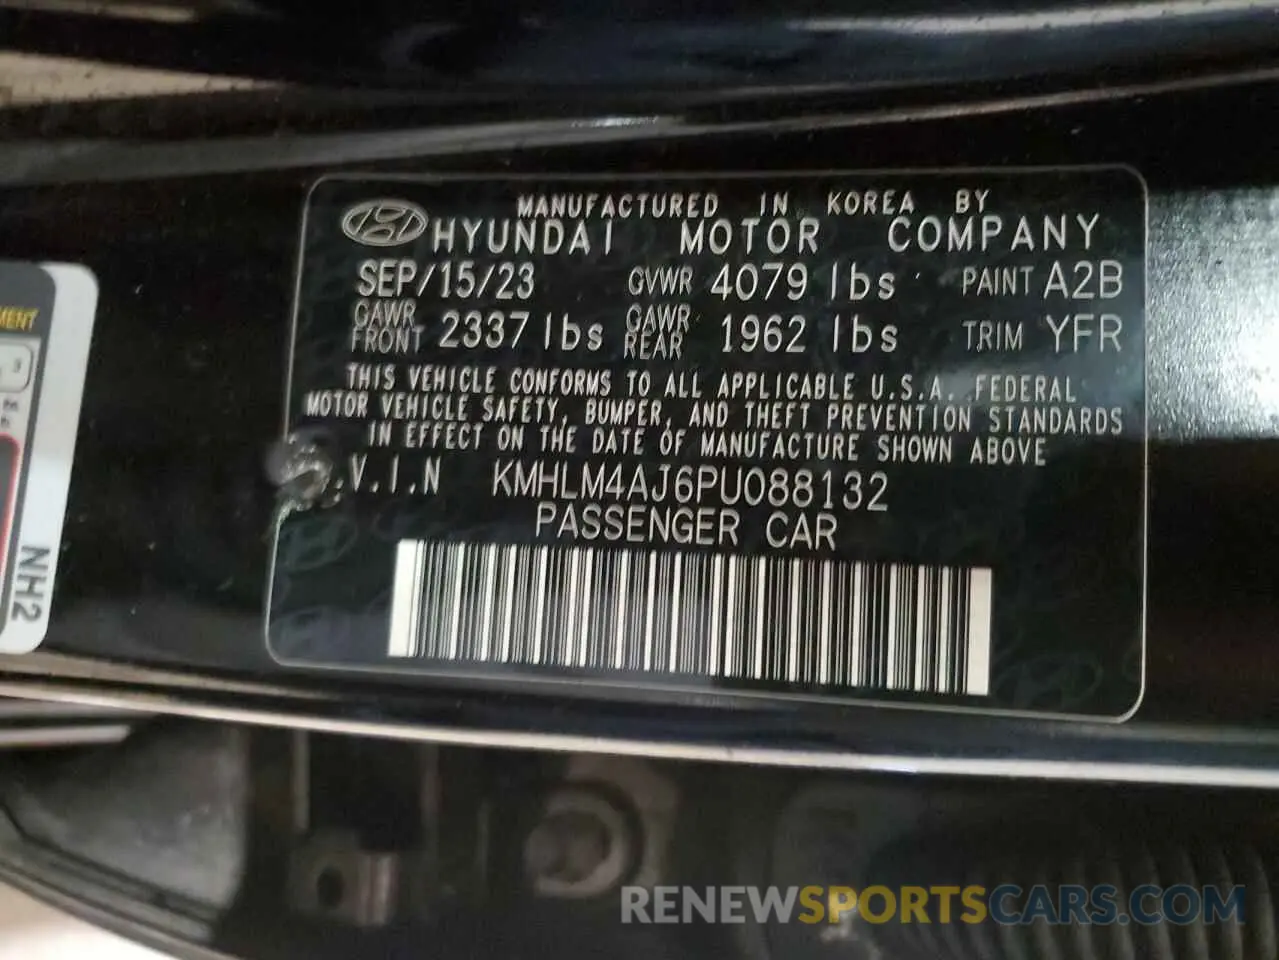 MANUFACTURED IN KOREA BY
HYUNDAI MOTOR COMPANY
SEP/15/23 GVWR 4079 lbs PAINT A2B
GAWR FRONT 2337 lbs GAWR REAR 1962 lbs TRIM YFR
THIS VEHICLE CONFORMS TO ALL APPLICABLE U.S.A. FEDERAL
MOTOR VEHICLE SAFETY, BUMPER, AND THEFT PREVENTION STANDARDS
IN EFFECT ON THE DATE OF MANUFACTURE SHOWN ABOVE
V.I.N KMHLM4AJ6PU088132
PASSENGER CAR
NH2
RENEWSPORTSCARS.COM